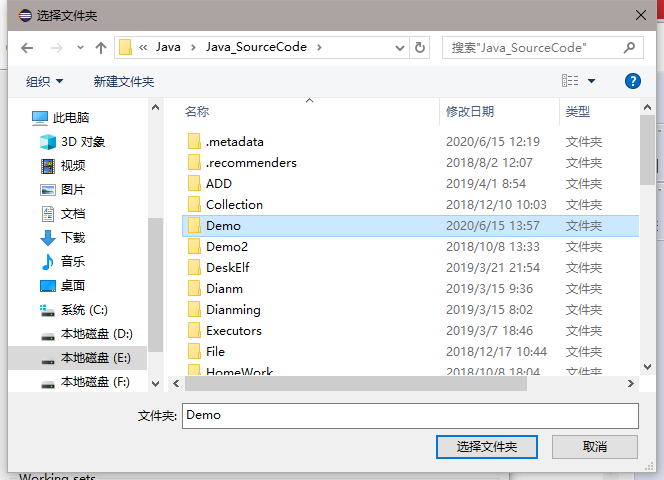 选择文件夹
« Java › Java_SourceCode ›
搜索"Java_SourceCode"
组织
新建文件夹
?
名称 修改日期 类型
此电脑
3D 对象
视频
图片
文档
下载
音乐
桌面
系统 (C:)
本地磁盘 (D:)
本地磁盘 (E:)
本地磁盘 (F:)
.metadata 2020/6/15 12:19 文件夹
.recommenders 2018/8/2 12:07 文件夹
ADD 2019/4/1 8:54 文件夹
Collection 2018/12/10 10:03 文件夹
Demo 2020/6/15 13:57 文件夹
Demo2 2018/10/8 13:33 文件夹
DeskElf 2019/3/21 21:54 文件夹
Dianm 2019/3/15 9:36 文件夹
Dianming 2019/3/15 8:02 文件夹
Executors 2019/3/7 18:46 文件夹
File 2018/12/17 10:44 文件夹
HomeWork 2018/10/8 18:04 文件夹
文件夹: Demo
选择文件夹 取消
Working sets